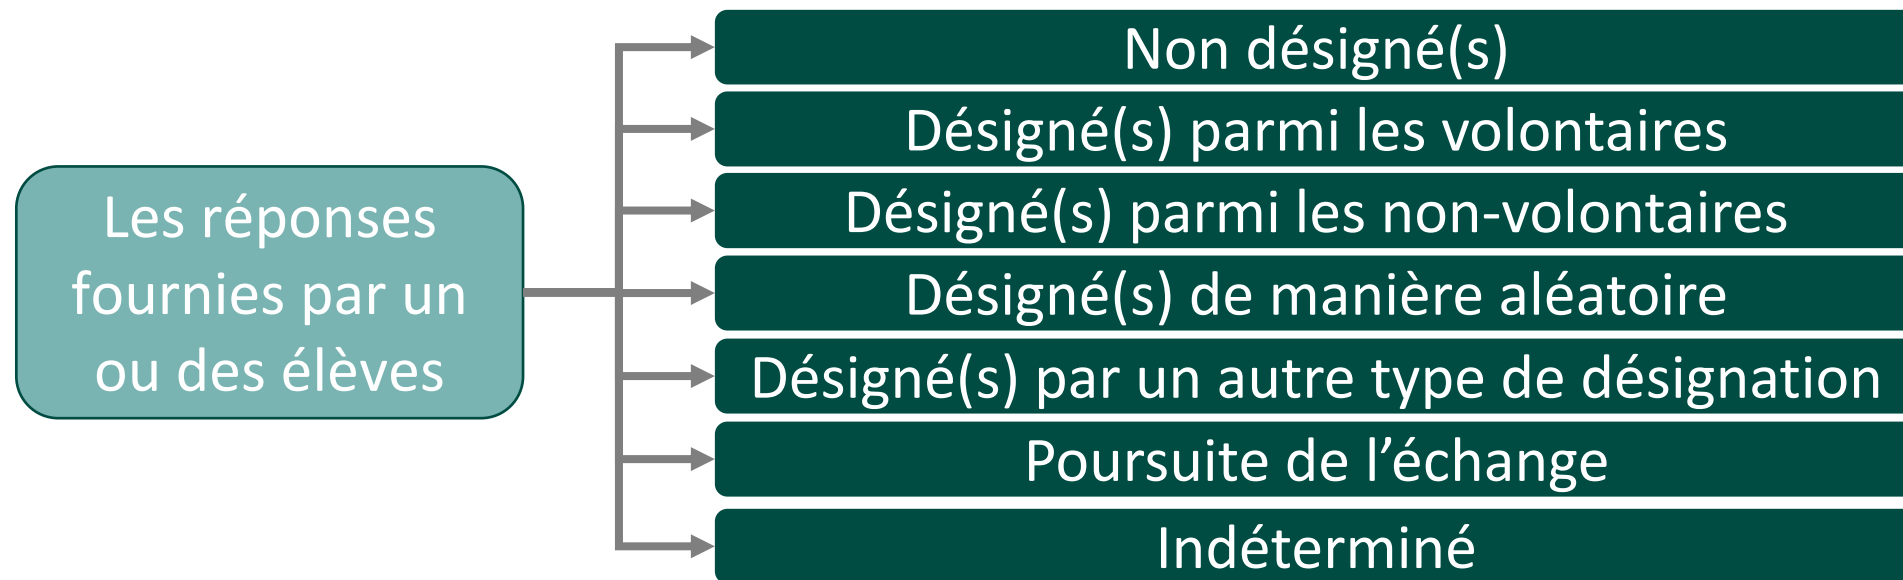 Les réponses
fournies par un
ou des élèves
Non désigné(s)
Désigné(s) parmi les volontaires
Désigné(s) parmi les non-volontaires
Désigné(s) de manière aléatoire
Désigné(s) par un autre type de désignation
Poursuite de l’échange
Indéterminé